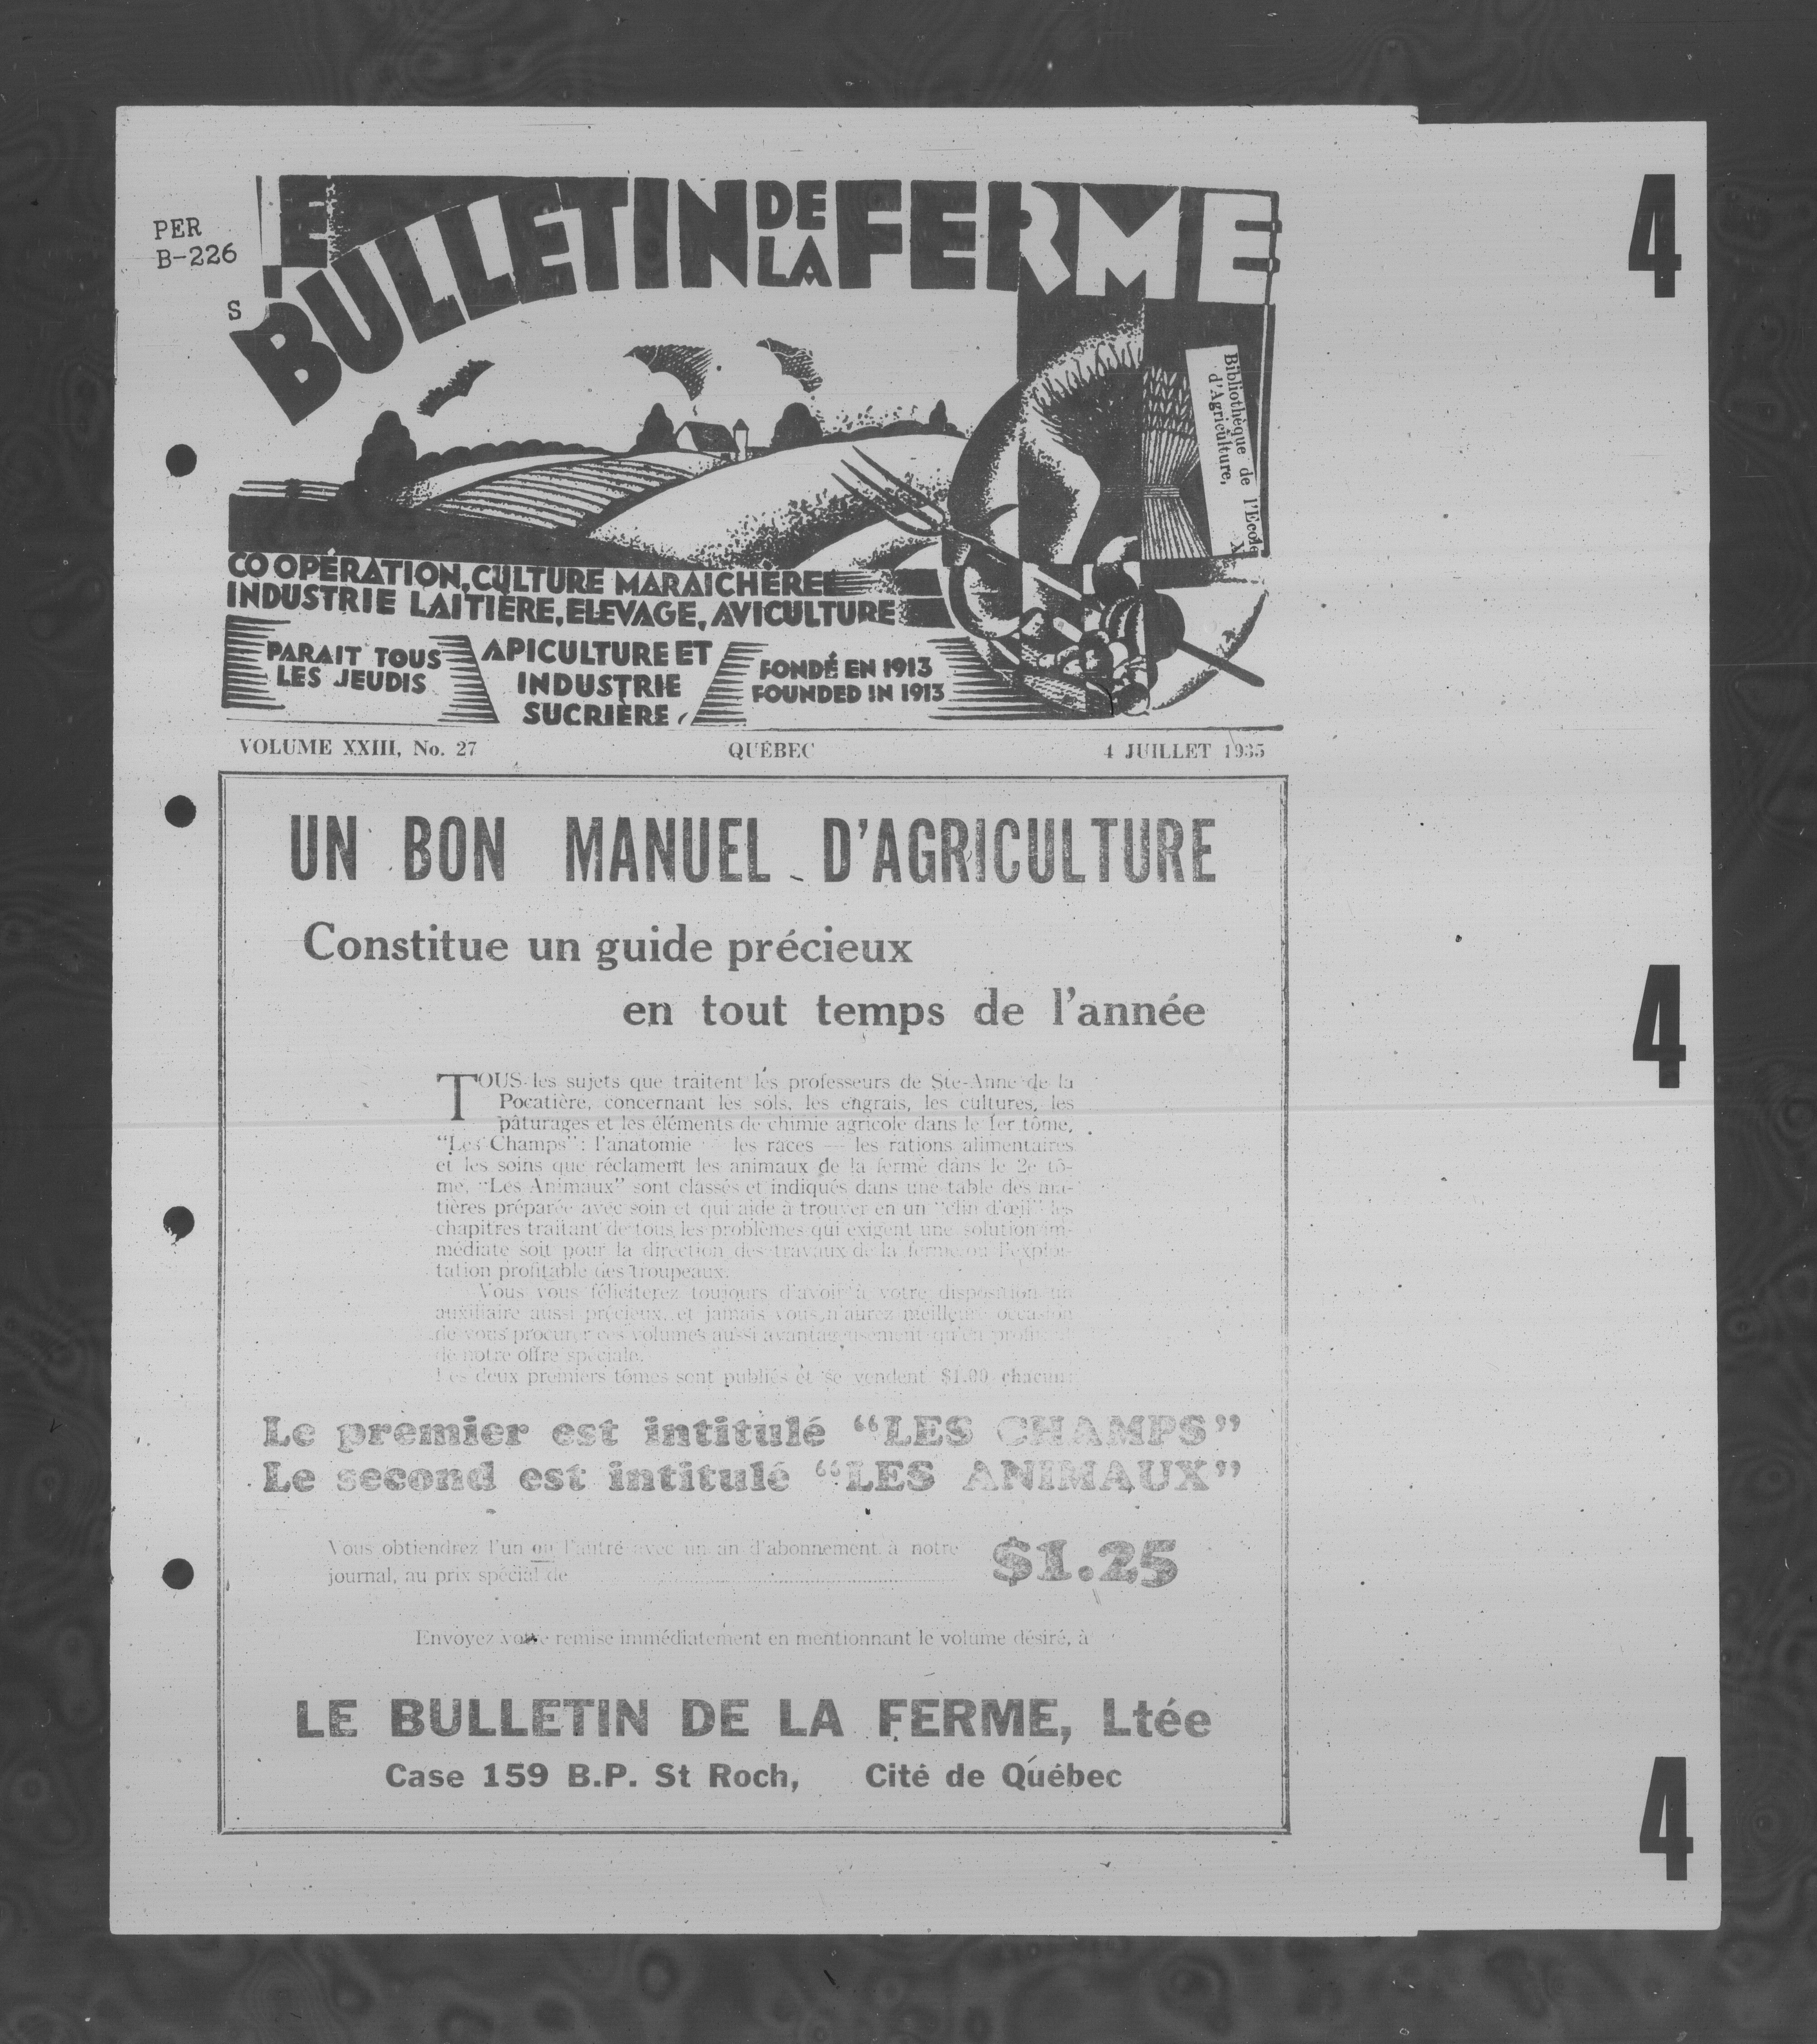 PER
B-226
S
LE BULLETIN DE LA FERME
Bibliothèque de l'Ecole
d'Agriculture,
COOPÉRATION, CULTURE MARAICHÈRE
INDUSTRIE LAITIÈRE, ELEVAGE, AVICULTURE
PARAIT TOUS
LES JEUDIS
APICULTURE ET
INDUSTRIE
SUCRIÈRE
FONDÉ EN 1913
FOUNDED IN 1913
VOLUME XXIII, No. 27
QUÉBEC
4 JUILLET 1935
UN BON MANUEL D'AGRICULTURE
Constitue un guide précieux
en tout temps de l'année
TOUS les sujets que traitent les professeurs de Ste-Anne de la
Pocatière, concernant les sols, les engrais, les cultures, les
pâturages et les éléments de chimie agricole dans le 1er tôme,
"Les Champs": l'anatomie — les races — les rations alimentaires
et les soins que réclament les animaux de la ferme dans le 2e tô-
me, "Les Animaux" sont classés et indiqués dans une table des ma-
tières préparée avec soin et qui aide à trouver en un "clin d'œil" les
chapitres traitant de tous les problèmes qui exigent une solution im-
médiate soit pour la direction des travaux de la ferme ou l'exploi-
tation profitable des troupeaux.
Vous vous féliciterez toujours d'avoir à votre disposition un
auxiliaire aussi précieux, et jamais vous n'aurez meilleure occasion
de vous procurer ces volumes aussi avantageusement qu'en profitant
de notre offre spéciale.
Les deux premiers tômes sont publiés et se vendent $1.00 chacun:
Le premier est intitulé "LES CHAMPS"
Le second est intitulé "LES ANIMAUX"
Vous obtiendrez l'un ou l'autre avec un an d'abonnement à notre
journal, au prix spécial de
$1.25
Envoyez votre remise immédiatement en mentionnant le volume désiré, à
LE BULLETIN DE LA FERME, Ltée
Case 159 B.P. St Roch, Cité de Québec
4
4
4